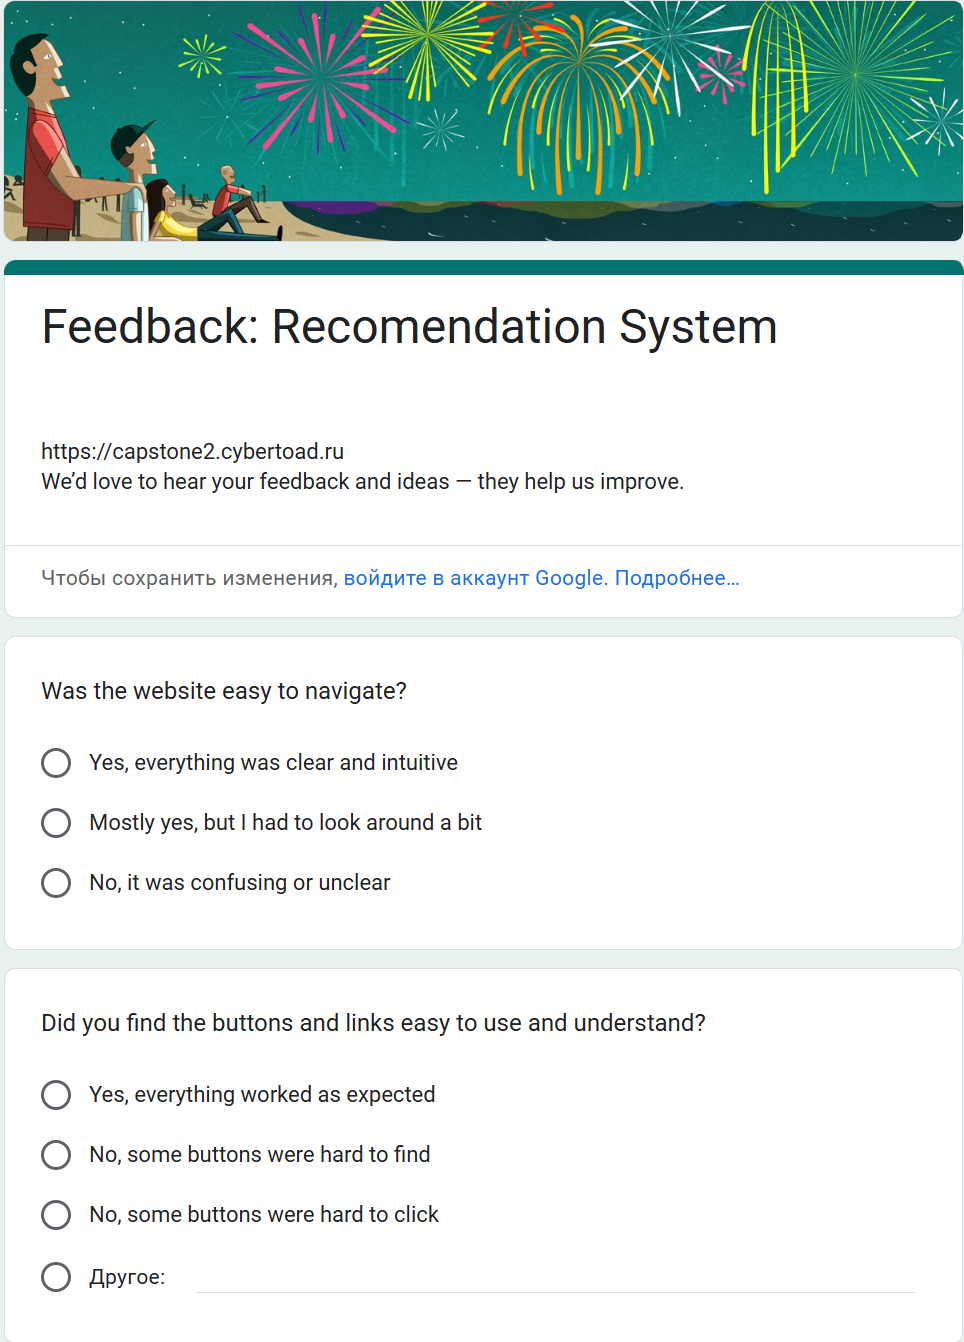 Feedback: Recomendation System
https://capstone2.cybertoad.ru
We’d love to hear your feedback and ideas — they help us improve.
Чтобы сохранить изменения, войдите в аккаунт Google. Подробнее…
Was the website easy to navigate?
Yes, everything was clear and intuitive
Mostly yes, but I had to look around a bit
No, it was confusing or unclear
Did you find the buttons and links easy to use and understand?
Yes, everything worked as expected
No, some buttons were hard to find
No, some buttons were hard to click
Другое: